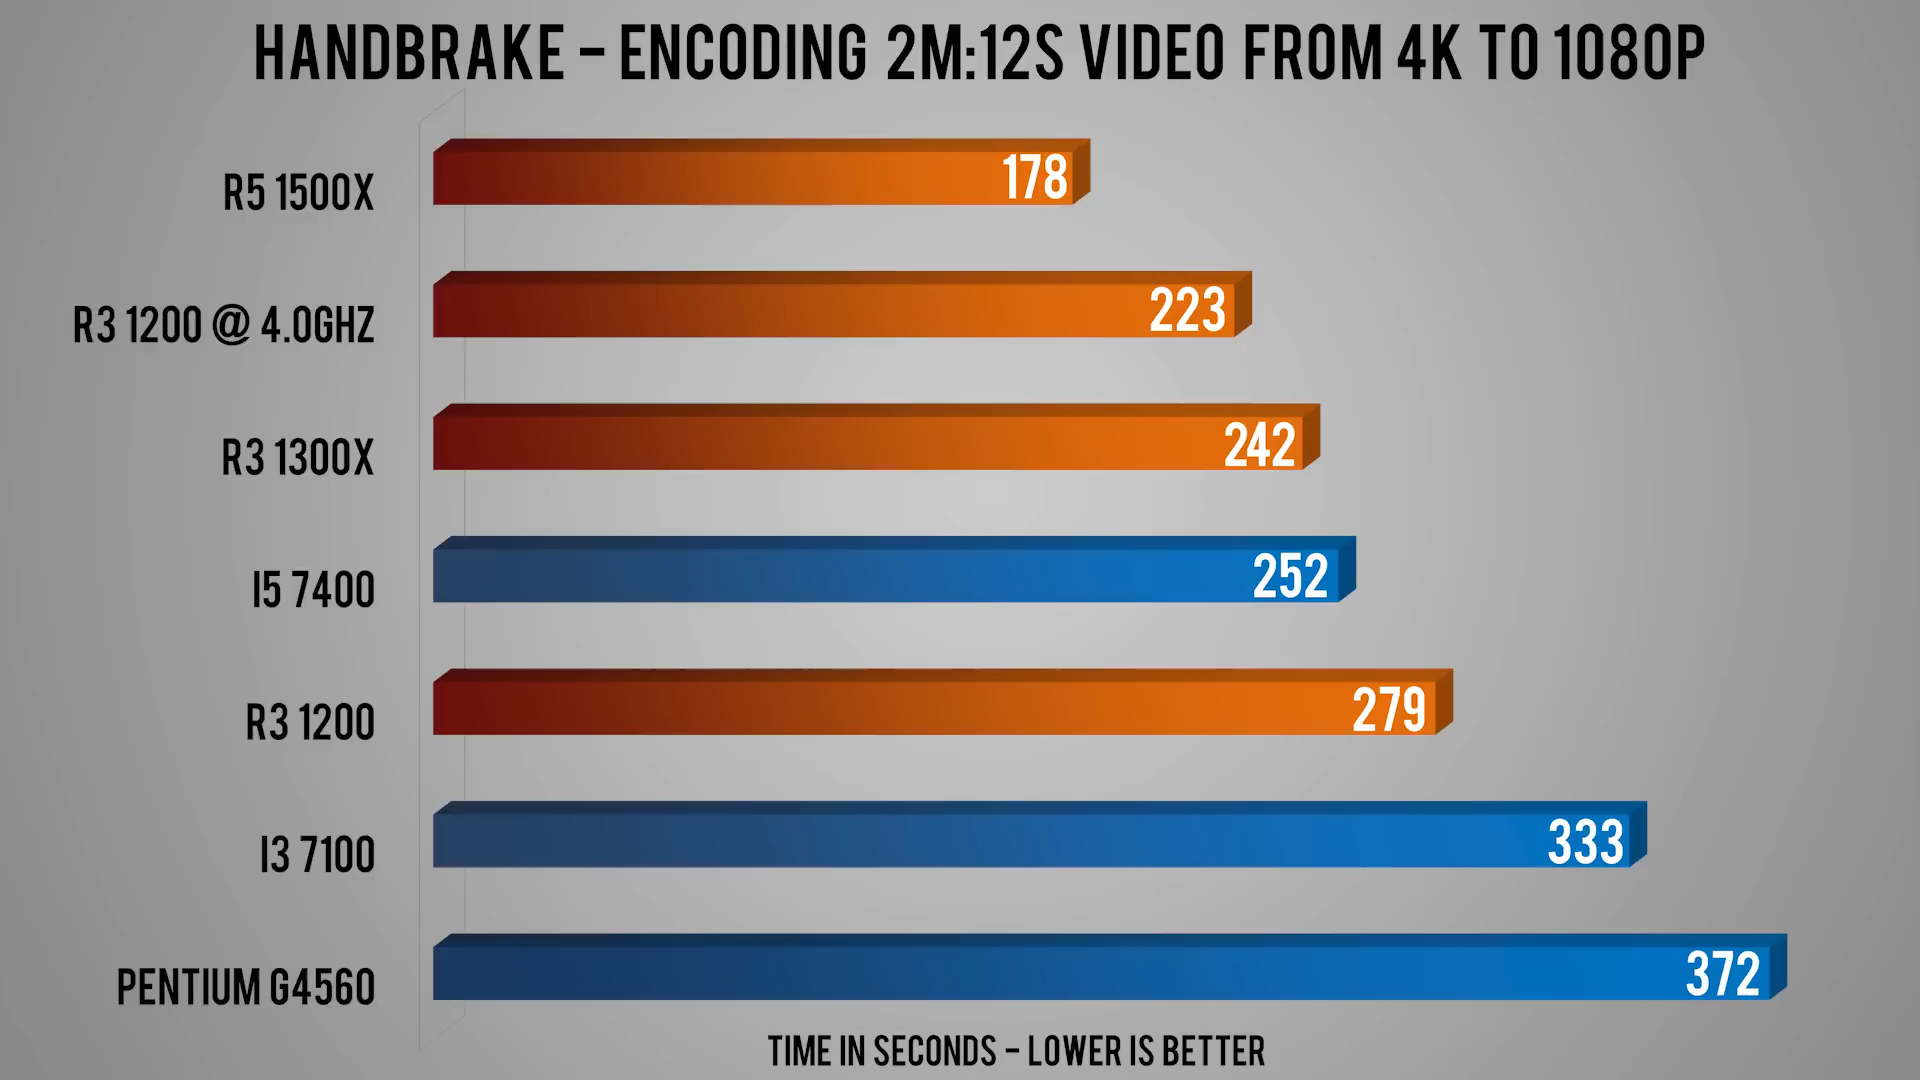 HANDBRAKE – ENCODING 2M:12S VIDEO FROM 4K TO 1080P
R5 1500X 178
R3 1200 @ 4.0GHZ 223
R3 1300X 242
I5 7400 252
R3 1200 279
I3 7100 333
PENTIUM G4560 372
TIME IN SECONDS – LOWER IS BETTER